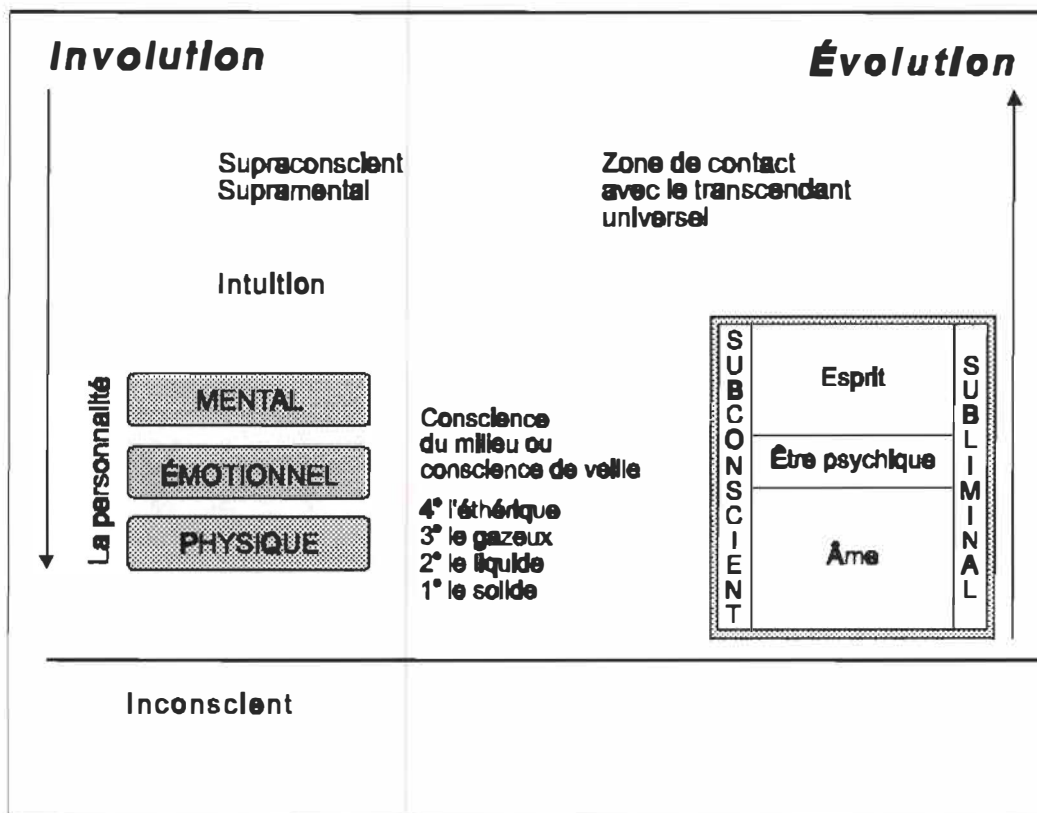 Involution
Évolution
Supraconscient
Supramental
Zone de contact
avec le transcendant
universel
Intuition
La personnalité
MENTAL
ÉMOTIONNEL
PHYSIQUE
Conscience
du milieu ou
conscience de veille
4° l'éthérique
3° le gazeux
2° le liquide
1° le solide
SUBCONSCIENT
Esprit
Être psychique
Âme
SUBLIMINAL
Inconscient